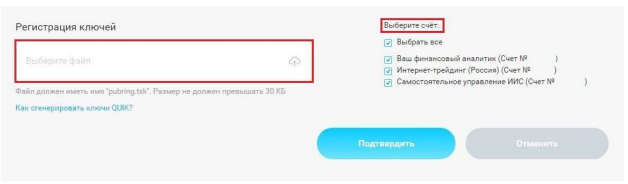 Регистрация ключей
Выберите файл
Файл должен иметь имя "pubring.txk". Размер не должен превышать 30 КБ
Как сгенерировать ключи QUIK?
Выберите счёт:
Выбрать все
Ваш финансовый аналитик (Счет № )
Интернет-трейдинг (Россия) (Счет № )
Самостоятельное управление ИИС (Счет № )
Подтвердить
Отменить